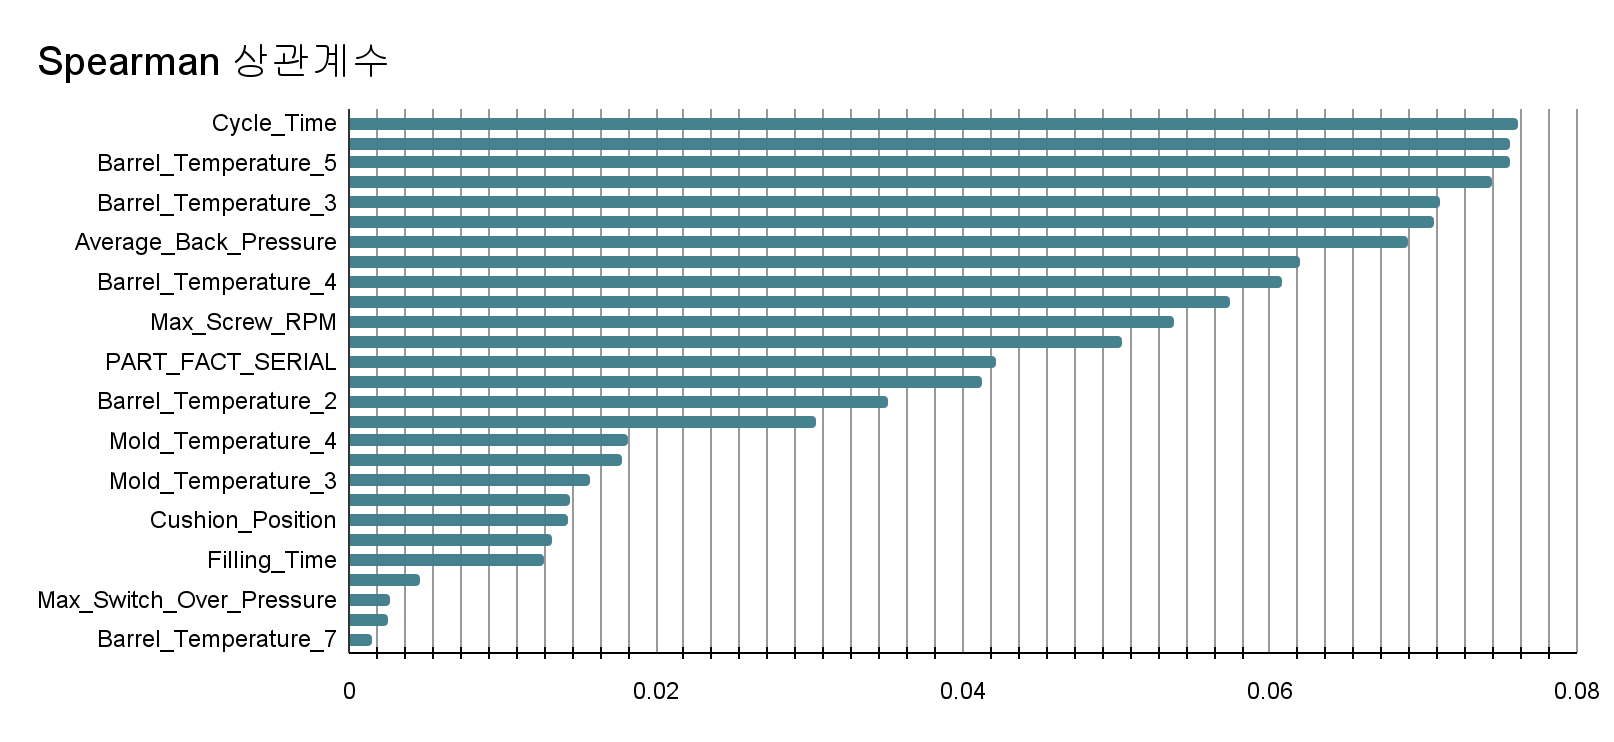 Spearman 상관계수
Cycle_Time
Barrel_Temperature_5
Barrel_Temperature_3
Average_Back_Pressure
Barrel_Temperature_4
Max_Screw_RPM
PART_FACT_SERIAL
Barrel_Temperature_2
Mold_Temperature_4
Mold_Temperature_3
Cushion_Position
Filling_Time
Max_Switch_Over_Pressure
Barrel_Temperature_7
0 0.02 0.04 0.06 0.08